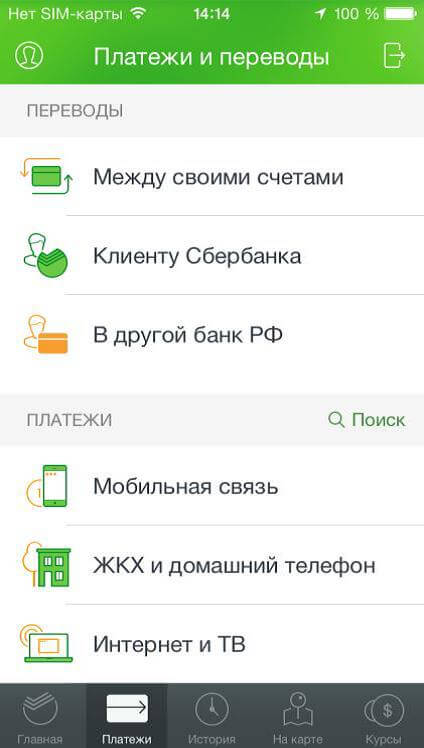 Нет SIM-карты 14:14 100 %
Платежи и переводы
ПЕРЕВОДЫ
Между своими счетами
Клиенту Сбербанка
В другой банк РФ
ПЛАТЕЖИ Поиск
1
Мобильная связь
ЖКХ и домашний телефон
Интернет и ТВ
$
Главная Платежи История На карте Курсы